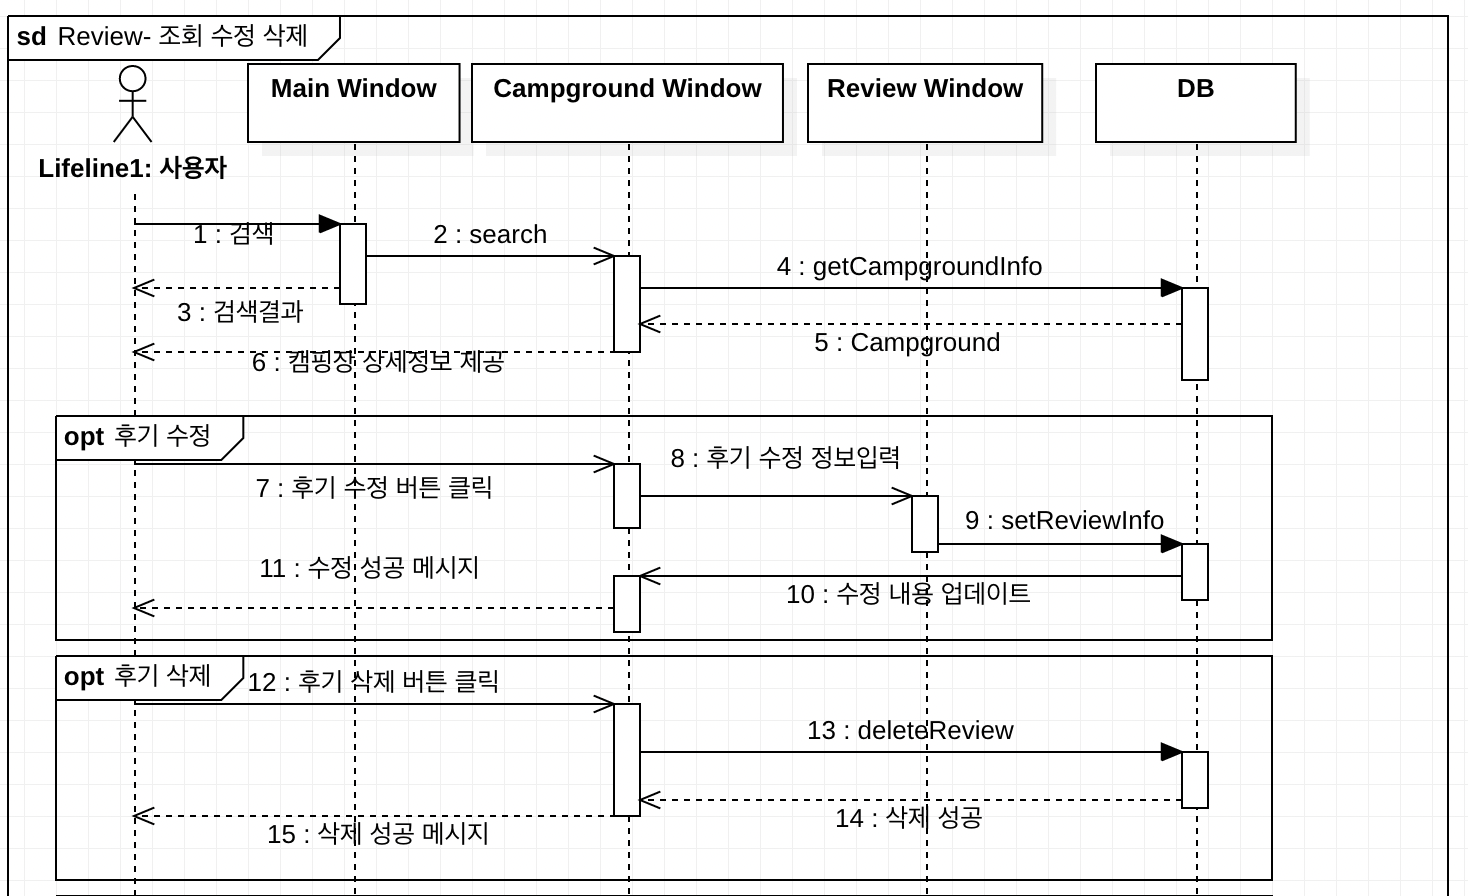 sd Review- 조회 수정 삭제
Main Window
Campground Window
Review Window
DB
Lifeline1: 사용자
1 : 검색
2 : search
4 : getCampgroundInfo
3 : 검색결과
5 : Campground
6 : 캠핑장 상세정보 제공
opt 후기 수정
8 : 후기 수정 정보입력
7 : 후기 수정 버튼 클릭
9 : setReviewInfo
11 : 수정 성공 메시지
10 : 수정 내용 업데이트
opt 후기 삭제
12 : 후기 삭제 버튼 클릭
13 : deleteReview
14 : 삭제 성공
15 : 삭제 성공 메시지